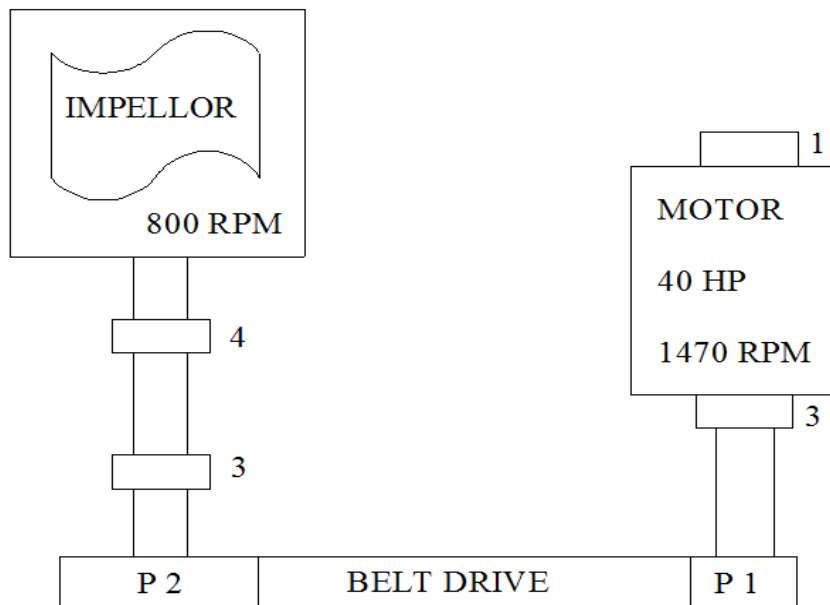 IMPELLOR
800 RPM
4
3
P 2
BELT DRIVE
P 1
1
MOTOR
40 HP
1470 RPM
3